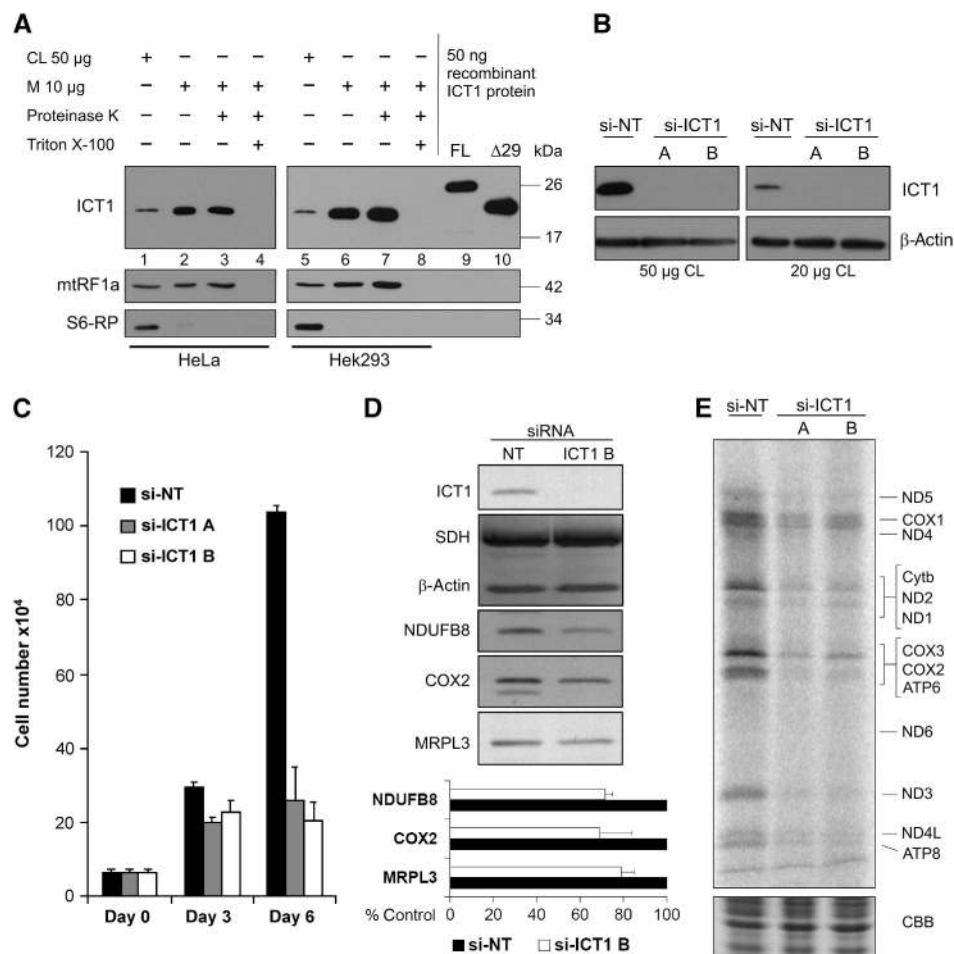 A
CL 50 µg + – – – + – – –
M 10 µg – + + + – + + +
Proteinase K – – + + – – + +
Triton X-100 – – – + – – – +
50 ng
recombinant
ICT1 protein
FL Δ29 kDa
ICT1
26
17
1 2 3 4 5 6 7 8 9 10
mtRF1a 42
S6-RP 34
HeLa Hek293
B
si-NT si-ICT1 si-NT si-ICT1
A B A B
ICT1
β-Actin
50 µg CL 20 µg CL
C
Cell number x10⁴
120
100
80
60
40
20
0
si-NT
si-ICT1 A
si-ICT1 B
Day 0 Day 3 Day 6
D
siRNA
NT ICT1 B
ICT1
SDH
β-Actin
NDUFB8
COX2
MRPL3
NDUFB8
COX2
MRPL3
% Control 0 20 40 60 80 100
si-NT si-ICT1 B
E
si-NT si-ICT1
A B
ND5
COX1
ND4
Cytb
ND2
ND1
COX3
COX2
ATP6
ND6
ND3
ND4L
ATP8
CBB